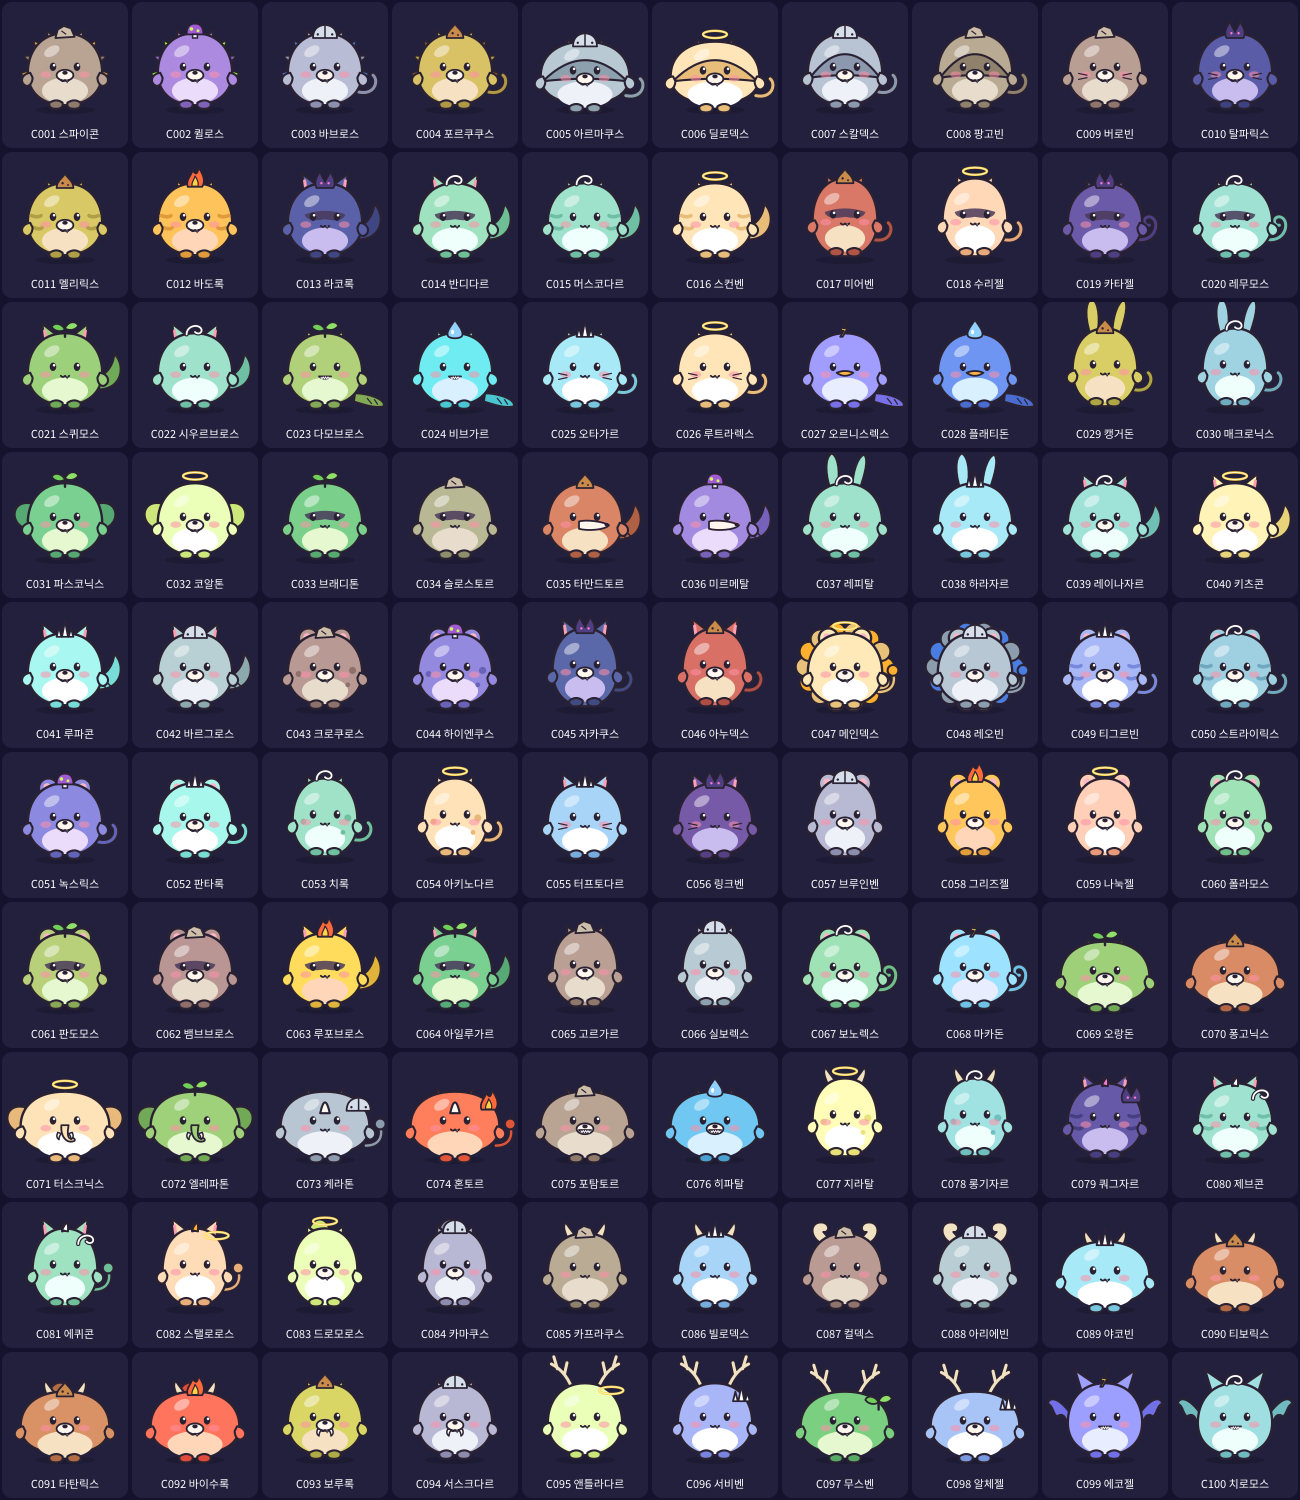 C001 스파이콘
C002 퀼로스
C003 바브로스
C004 포르쿠쿠스
C005 아르마쿠스
C006 딜로덱스
C007 스칼덱스
C008 팡고빈
C009 버로빈
C010 탈파릭스
C011 멜리릭스
C012 바도록
C013 라코록
C014 반디다르
C015 머스코다르
C016 스컨벤
C017 미어벤
C018 수리젤
C019 카타젤
C020 레무모스
C021 스퀴모스
C022 시우르브로스
C023 다모브로스
C024 비브가르
C025 오타가르
C026 루트라렉스
C027 오르니스렉스
C028 플래티돈
C029 캥거돈
C030 매크로닉스
C031 파스코닉스
C032 코알톤
C033 브래디톤
C034 슬로스토르
C035 타만드토르
C036 미르메탈
C037 레피탈
C038 하라자르
C039 레이나자르
C040 키츠콘
C041 루파콘
C042 바르그로스
C043 크로쿠로스
C044 하이엔쿠스
C045 자카쿠스
C046 아누덱스
C047 메인덱스
C048 레오빈
C049 티그르빈
C050 스트라이릭스
C051 녹스릭스
C052 판타록
C053 치록
C054 아키노다르
C055 터프토다르
C056 링크벤
C057 브루인벤
C058 그리즈젤
C059 나눅젤
C060 폴라모스
C061 판도모스
C062 뱀브브로스
C063 루포브로스
C064 아일루가르
C065 고르가르
C066 실보렉스
C067 보노렉스
C068 마카돈
C069 오랑돈
C070 퐁고닉스
C071 터스크닉스
C072 엘레파톤
C073 케라톤
C074 혼토르
C075 포탐토르
C076 히파탈
C077 지라탈
C078 롱기자르
C079 쿼그자르
C080 제브콘
C081 에퀴콘
C082 스탤로로스
C083 드로모로스
C084 카마쿠스
C085 카프라쿠스
C086 빌로덱스
C087 컬덱스
C088 아리에빈
C089 야코빈
C090 티보릭스
C091 타탄릭스
C092 바이수록
C093 보루록
C094 서스크다르
C095 앤틀라다르
C096 서비벤
C097 무스벤
C098 알체젤
C099 에코젤
C100 치로모스